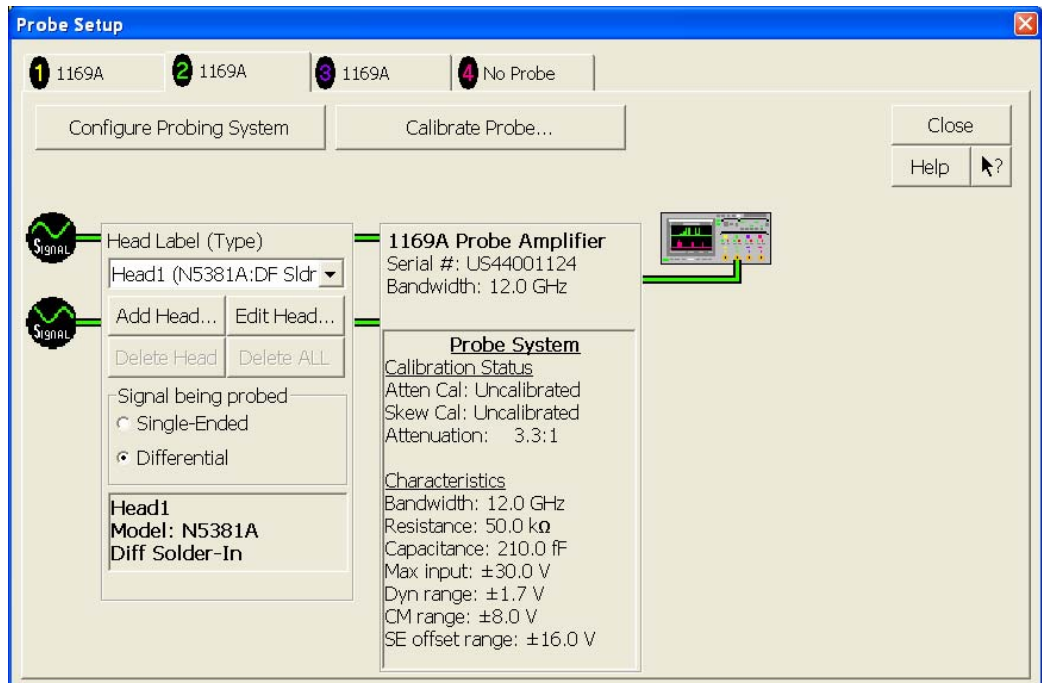 Probe Setup
1 1169A
2 1169A
3 1169A
4 No Probe
Configure Probing System
Calibrate Probe...
Close
Help
?
SIGNAL
SIGNAL
Head Label (Type)
Head1 (N5381A:DF Sldr
Add Head...
Edit Head...
Delete Head
Delete ALL
Signal being probed
Single-Ended
Differential
Head1
Model: N5381A
Diff Solder-In
1169A Probe Amplifier
Serial #: US44001124
Bandwidth: 12.0 GHz
Probe System
Calibration Status
Atten Cal: Uncalibrated
Skew Cal: Uncalibrated
Attenuation: 3.3:1
Characteristics
Bandwidth: 12.0 GHz
Resistance: 50.0 kΩ
Capacitance: 210.0 fF
Max input: ±30.0 V
Dyn range: ±1.7 V
CM range: ±8.0 V
SE offset range: ±16.0 V